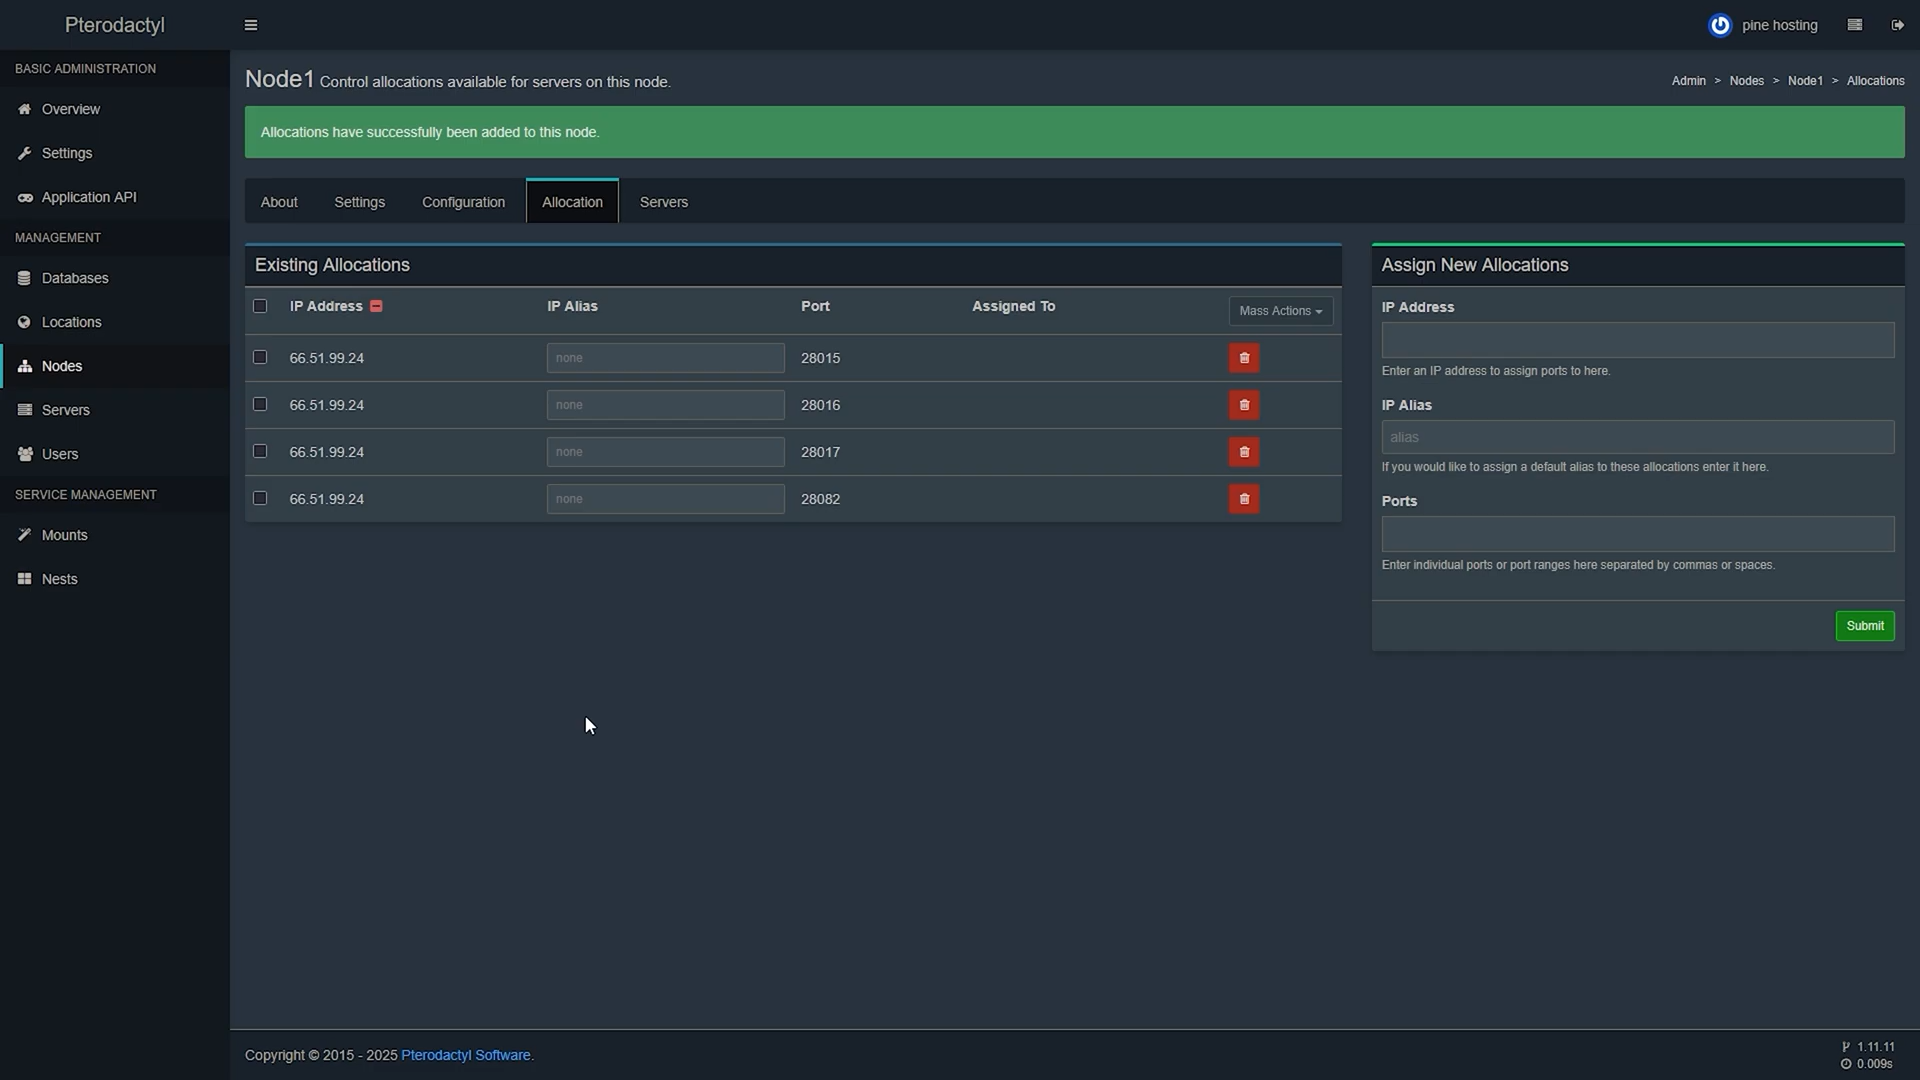 Pterodactyl
pine hosting
BASIC ADMINISTRATION
Overview
Settings
Application API
MANAGEMENT
Databases
Locations
Nodes
Servers
Users
SERVICE MANAGEMENT
Mounts
Nests
Node1 Control allocations available for servers on this node.
Admin > Nodes > Node1 > Allocations
Allocations have successfully been added to this node.
About Settings Configuration Allocation Servers
Existing Allocations
IP Address IP Alias Port Assigned To Mass Actions
66.51.99.24 none 28015
66.51.99.24 none 28016
66.51.99.24 none 28017
66.51.99.24 none 28082
Assign New Allocations
IP Address
Enter an IP address to assign ports to here.
IP Alias
alias
If you would like to assign a default alias to these allocations enter it here.
Ports
Enter individual ports or port ranges here separated by commas or spaces.
Submit
Copyright © 2015 - 2025 Pterodactyl Software.
1.11.11
0.009s